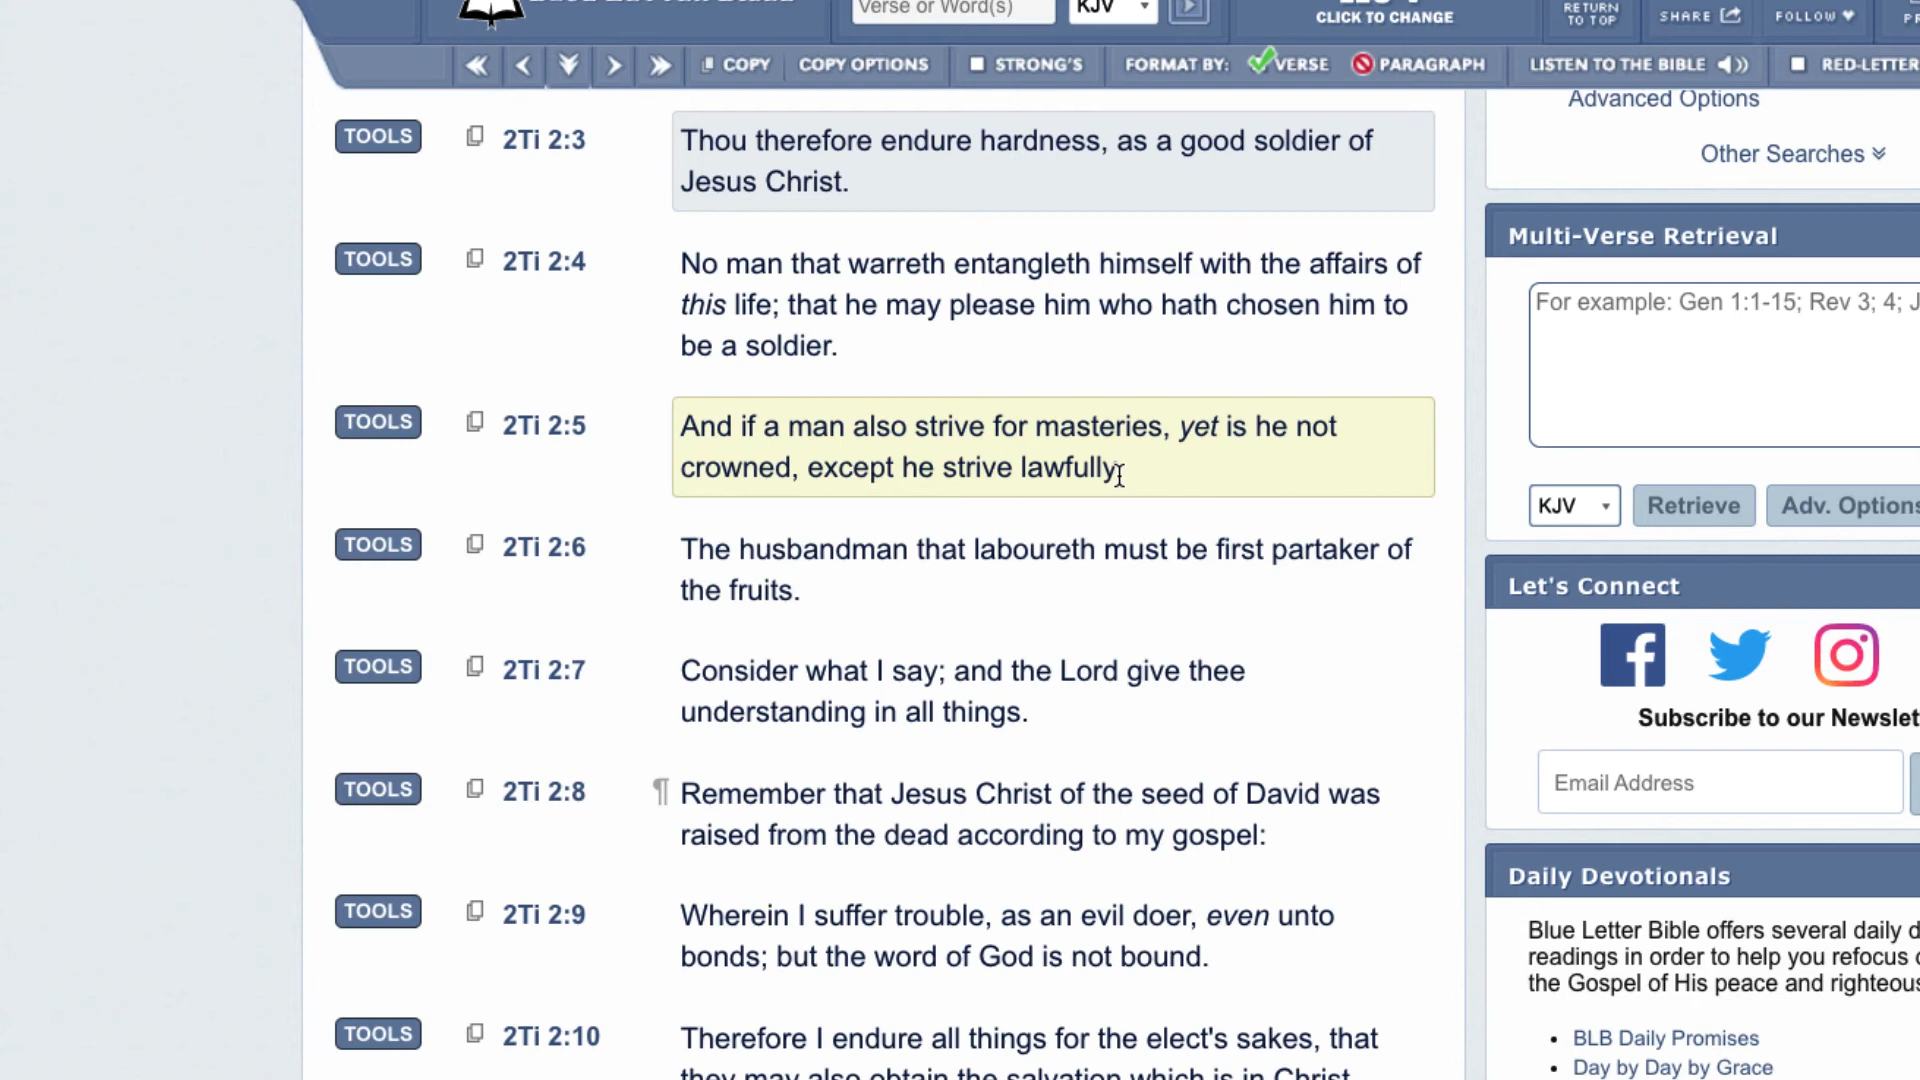 Verse or Word(s)
KJV
CLICK TO CHANGE
RETURN
TO TOP
SHARE
FOLLOW
COPY
COPY OPTIONS
STRONG'S
FORMAT BY:
VERSE
PARAGRAPH
LISTEN TO THE BIBLE
RED-LETTER
TOOLS
2Ti 2:3
Thou therefore endure hardness, as a good soldier of
Jesus Christ.
TOOLS
2Ti 2:4
No man that warreth entangleth himself with the affairs of
this life; that he may please him who hath chosen him to
be a soldier.
TOOLS
2Ti 2:5
And if a man also strive for masteries, yet is he not
crowned, except he strive lawfully.
TOOLS
2Ti 2:6
The husbandman that laboureth must be first partaker of
the fruits.
TOOLS
2Ti 2:7
Consider what I say; and the Lord give thee
understanding in all things.
TOOLS
2Ti 2:8
¶ Remember that Jesus Christ of the seed of David was
raised from the dead according to my gospel:
TOOLS
2Ti 2:9
Wherein I suffer trouble, as an evil doer, even unto
bonds; but the word of God is not bound.
TOOLS
2Ti 2:10
Therefore I endure all things for the elect's sakes, that
they may also obtain the salvation which is in Christ
Advanced Options
Other Searches
Multi-Verse Retrieval
For example: Gen 1:1-15; Rev 3; 4; J
KJV
Retrieve
Adv. Options
Let's Connect
Subscribe to our Newslet
Email Address
Daily Devotionals
Blue Letter Bible offers several daily d
readings in order to help you refocus o
the Gospel of His peace and righteous
• BLB Daily Promises
• Day by Day by Grace